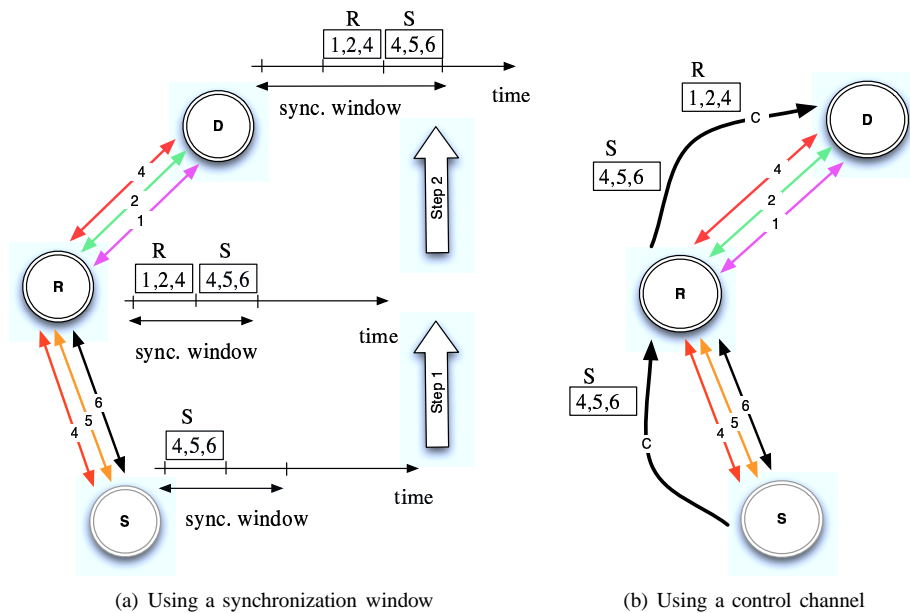 R S
1,2,4 4,5,6
time
sync. window
D
4
2
1
Step 2
R
R S
1,2,4 4,5,6
time
sync. window
Step 1
6
5
4
S
4,5,6
time
sync. window
S
(a) Using a synchronization window
R
1,2,4
C
D
S
4,5,6
4
2
1
R
S
4,5,6
6
5
4
C
S
(b) Using a control channel